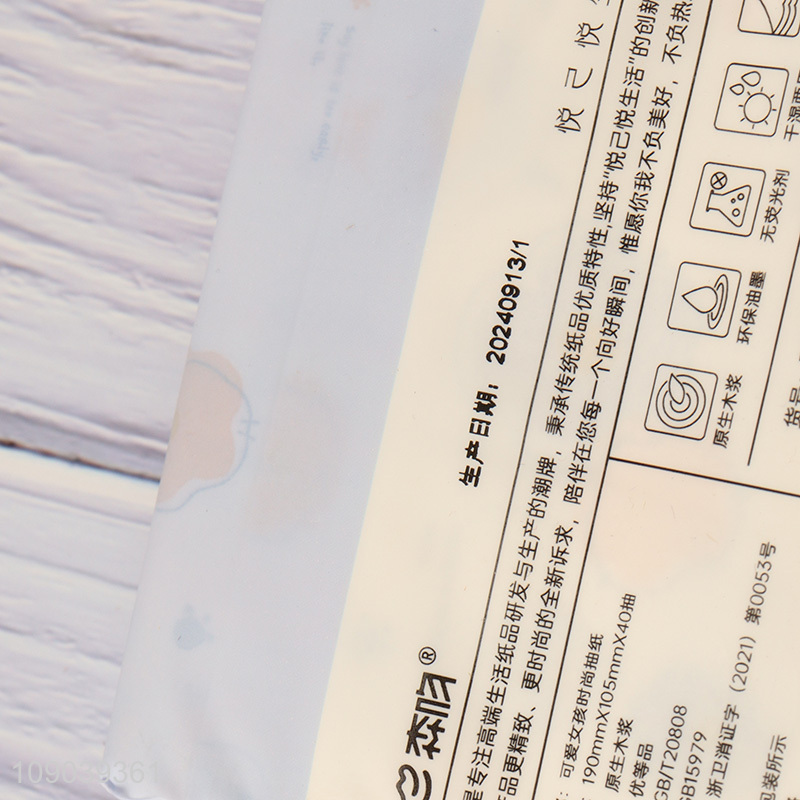 悦己悦
生产日期：20240913/1
专注高端生活纸品研发与生产的潮牌，秉承传统纸品优质特性,坚持"悦己悦生活"的创新
品更精致、更时尚的全新诉求，陪伴在您每一个向好瞬间，惟愿你我不负美好，不负热
干湿两
无荧光剂
环保油墨
原生木浆
货号
森
®
：可爱女孩时尚抽纸
：190mmX105mmX40抽
原生木浆
优等品
GB/T20808
GB15979
浙卫消证字（2021）第0053号
包装所示